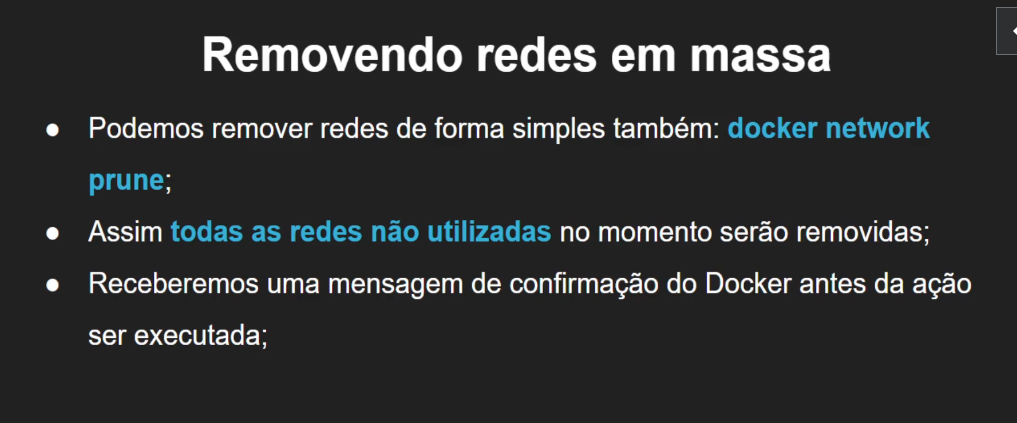 Removendo redes em massa
● Podemos remover redes de forma simples também: docker network
prune;
● Assim todas as redes não utilizadas no momento serão removidas;
● Receberemos uma mensagem de confirmação do Docker antes da ação
ser executada;